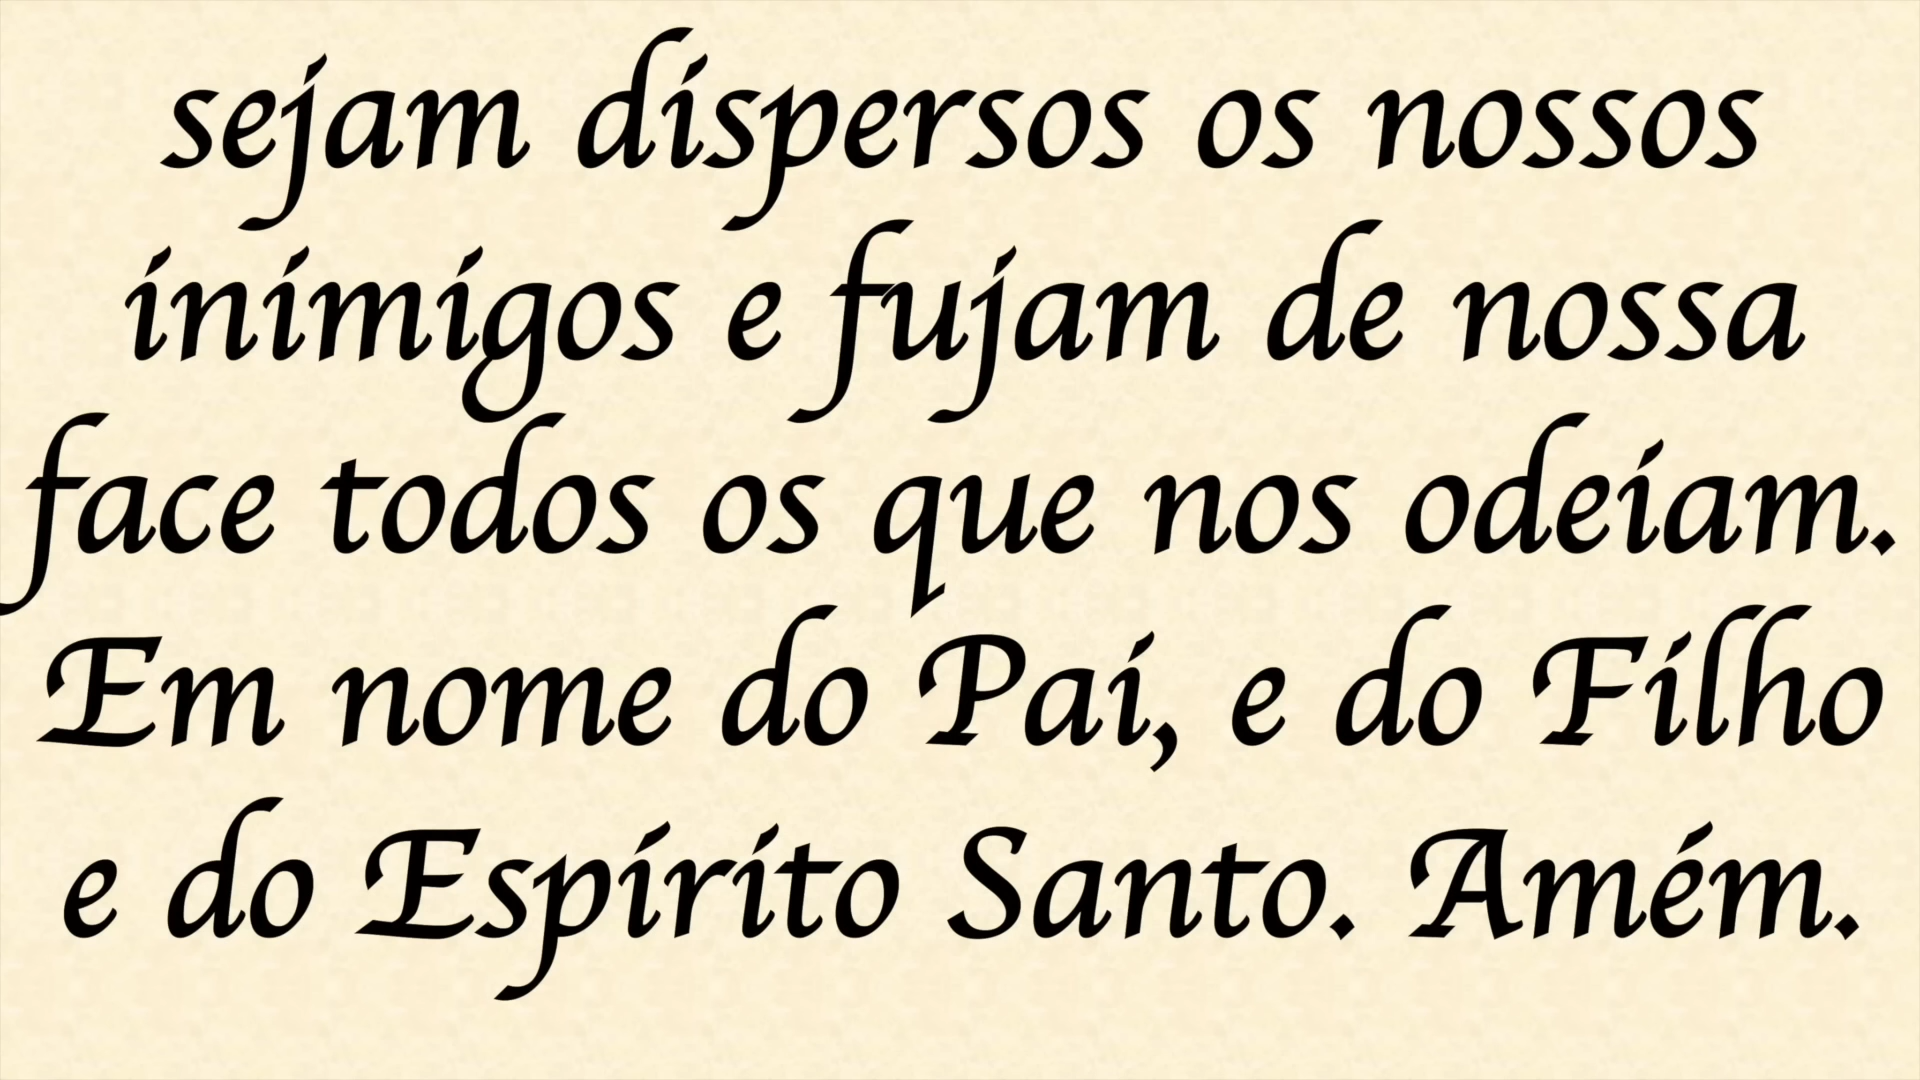 sejam dispersos os nossos
inimigos e fujam de nossa
face todos os que nos odeiam.
Em nome do Pai, e do Filho
e do Espírito Santo. Amém.